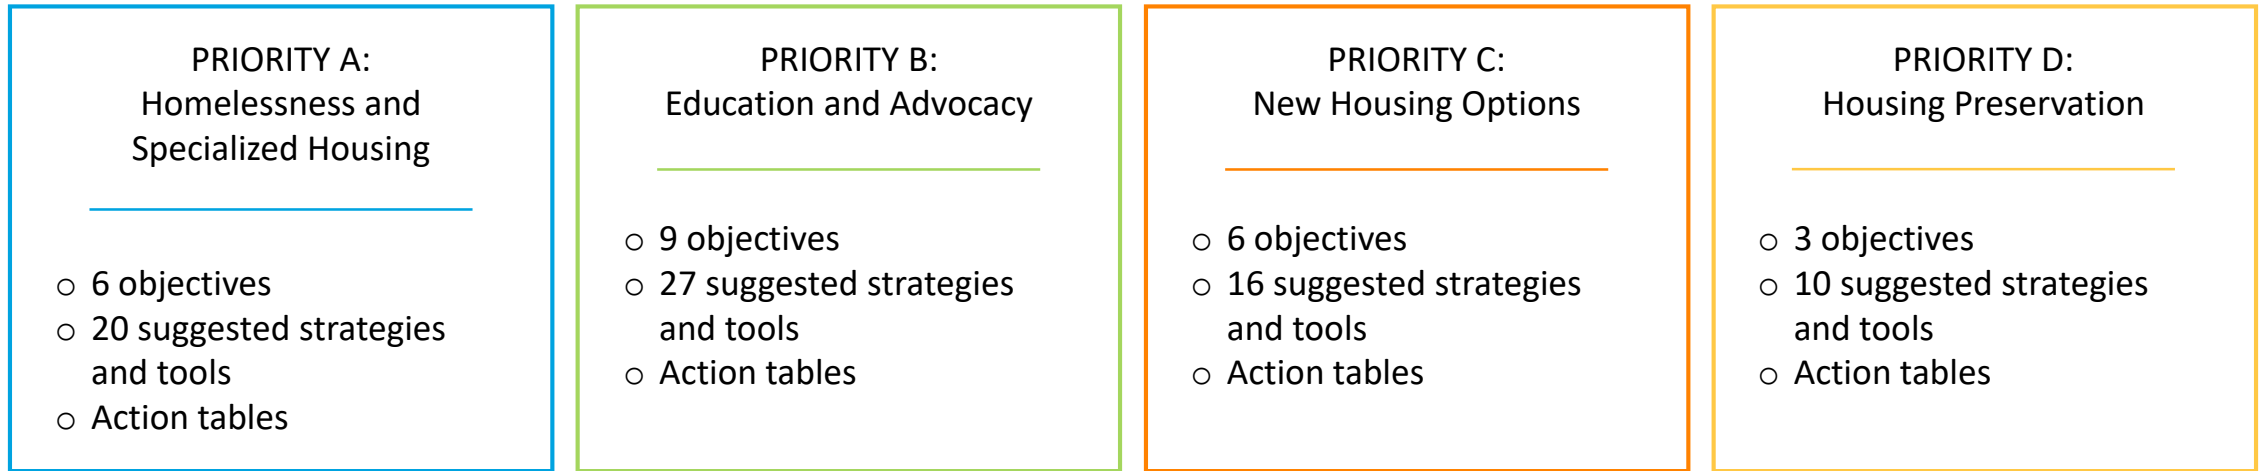 PRIORITY A:
Homelessness and
Specialized Housing
○ 6 objectives
○ 20 suggested strategies
and tools
○ Action tables
PRIORITY B:
Education and Advocacy
○ 9 objectives
○ 27 suggested strategies
and tools
○ Action tables
PRIORITY C:
New Housing Options
○ 6 objectives
○ 16 suggested strategies
and tools
○ Action tables
PRIORITY D:
Housing Preservation
○ 3 objectives
○ 10 suggested strategies
and tools
○ Action tables